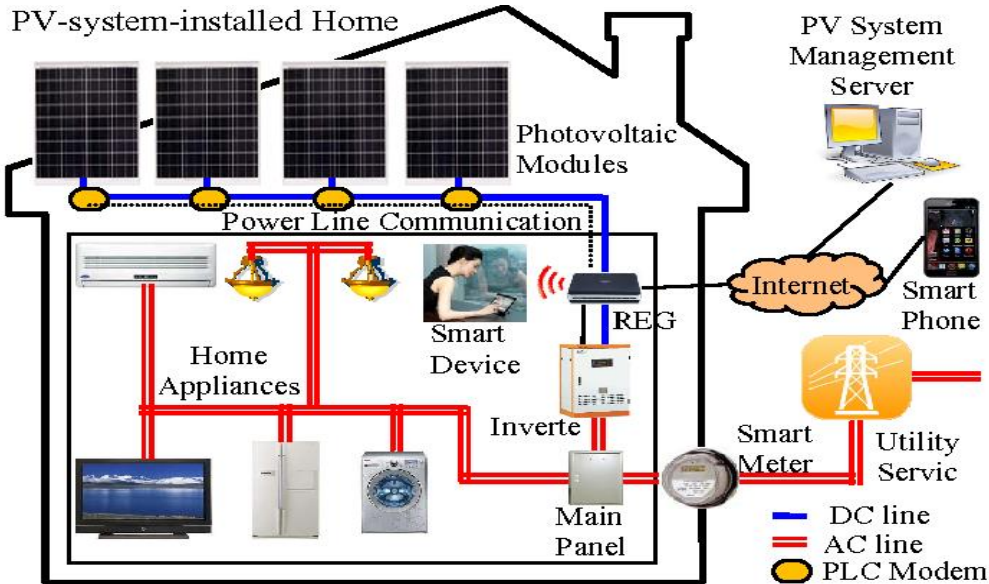 PV-system-installed Home
PV System
Management
Server
Photovoltaic
Modules
Power Line Communication
Internet
Smart
Phone
REG
Smart
Device
Home
Appliances
Inverte
Smart
Meter
Utility
Servic
Main
Panel
DC line
AC line
PLC Modem